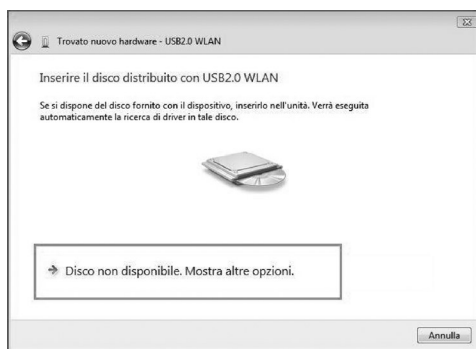 Trovato nuovo hardware - USB2.0 WLAN
Inserire il disco distribuito con USB2.0 WLAN
Se si dispone del disco fornito con il dispositivo, inserirlo nell'unità. Verrà eseguita
automaticamente la ricerca di driver in tale disco.
Disco non disponibile. Mostra altre opzioni.
Annulla